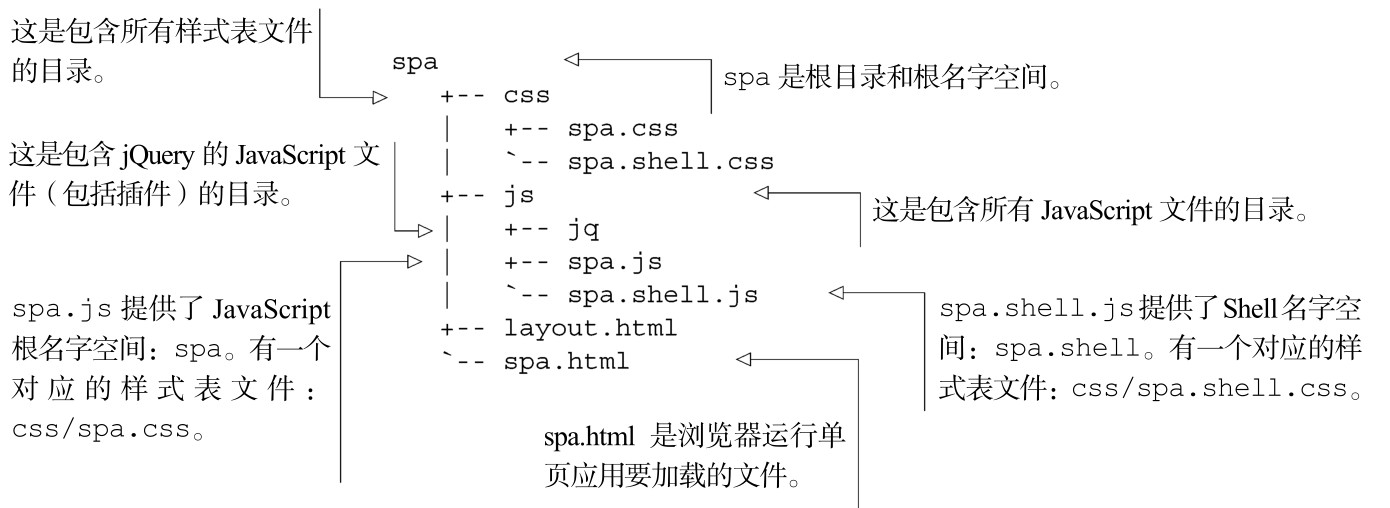 这是包含所有样式表文件
的目录。
spa
spa 是根目录和根名字空间。
+-- css
|   +-- spa.css
这是包含 jQuery 的 JavaScript 文
件（包括插件）的目录。
|   `-- spa.shell.css
+-- js
这是包含所有 JavaScript 文件的目录。
|   +-- jq
|   +-- spa.js
|   `-- spa.shell.js
spa.js 提供了 JavaScript
根名字空间：spa。有一个
对应的样式表文件：
css/spa.css。
spa.shell.js 提供了 Shell 名字空
间：spa.shell。有一个对应的样
式表文件：css/spa.shell.css。
+-- layout.html
`-- spa.html
spa.html 是浏览器运行单
页应用要加载的文件。